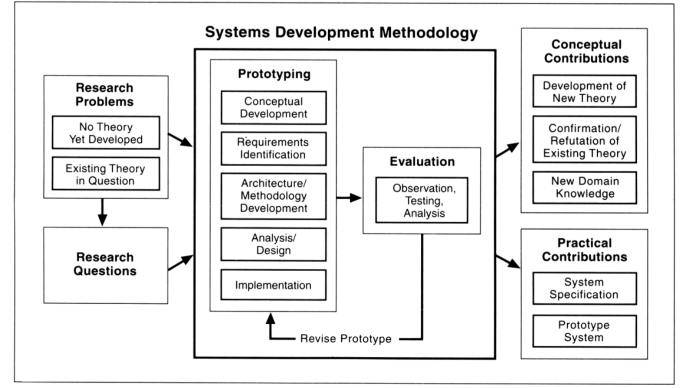 Systems Development Methodology
Research
Problems
No Theory
Yet Developed
Existing Theory
in Question
Research
Questions
Prototyping
Conceptual
Development
Requirements
Identification
Architecture/
Methodology
Development
Analysis/
Design
Implementation
Evaluation
Observation,
Testing,
Analysis
Revise Prototype
Conceptual
Contributions
Development of
New Theory
Confirmation/
Refutation of
Existing Theory
New Domain
Knowledge
Practical
Contributions
System
Specification
Prototype
System